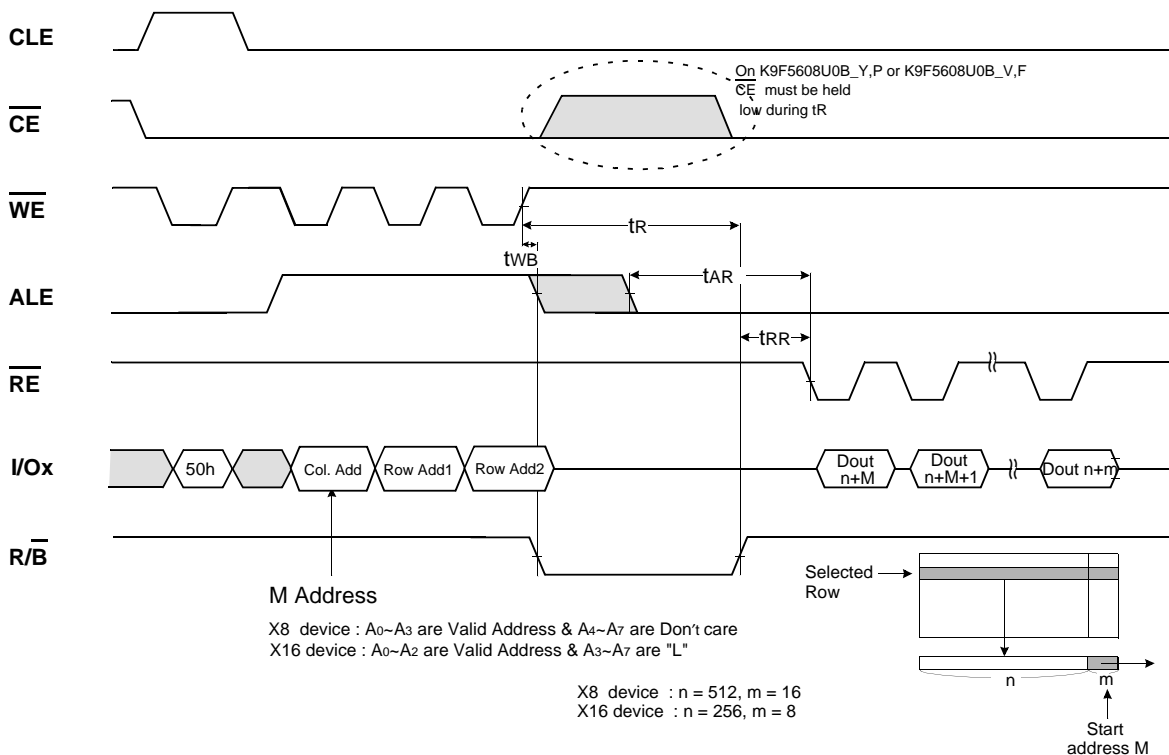 CLE
On K9F5608U0B_Y,P or K9F5608U0B_V,F
CE must be held
low during tR
CE
WE
tR
tWB
tAR
ALE
tRR
RE
I/Ox
50h
Col. Add
Row Add1
Row Add2
Dout
n+M
Dout
n+M+1
Dout n+m
R/B
M Address
X8 device : A0~A3 are Valid Address & A4~A7 are Don't care
X16 device : A0~A2 are Valid Address & A3~A7 are "L"
X8 device : n = 512, m = 16
X16 device : n = 256, m = 8
Selected
Row
n
m
Start
address M